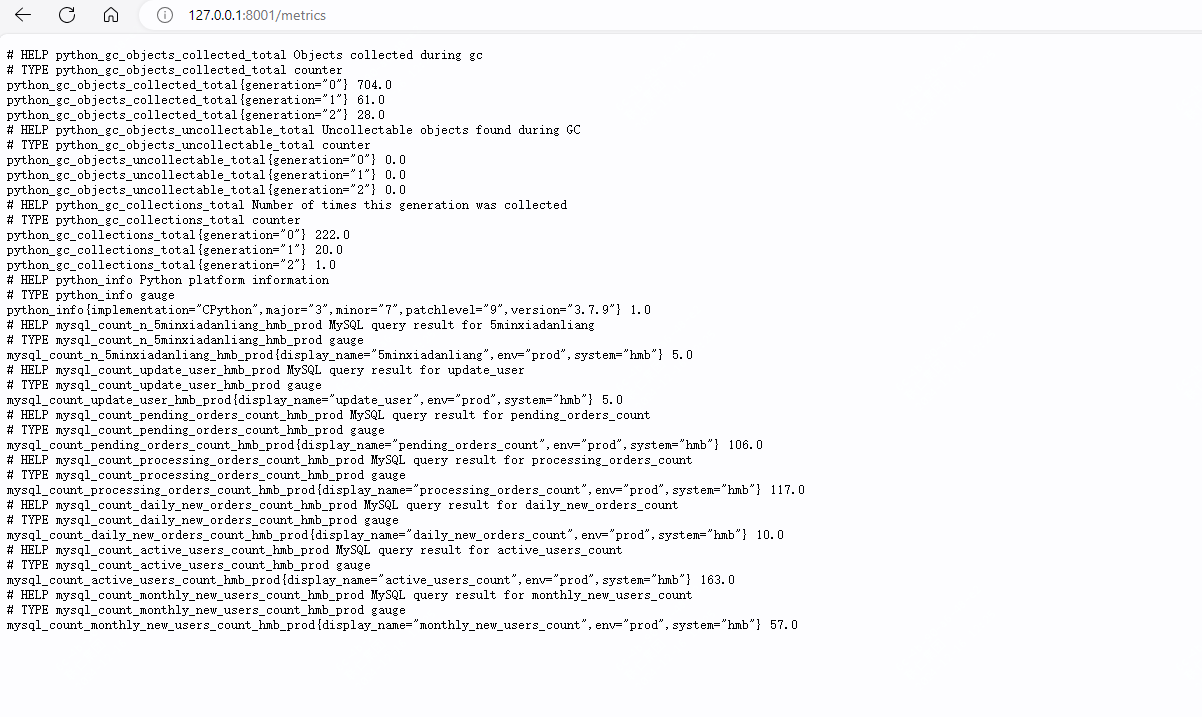 127.0.0.1:8001/metrics
# HELP python_gc_objects_collected_total Objects collected during gc
# TYPE python_gc_objects_collected_total counter
python_gc_objects_collected_total{generation="0"} 704.0
python_gc_objects_collected_total{generation="1"} 61.0
python_gc_objects_collected_total{generation="2"} 28.0
# HELP python_gc_objects_uncollectable_total Uncollectable objects found during GC
# TYPE python_gc_objects_uncollectable_total counter
python_gc_objects_uncollectable_total{generation="0"} 0.0
python_gc_objects_uncollectable_total{generation="1"} 0.0
python_gc_objects_uncollectable_total{generation="2"} 0.0
# HELP python_gc_collections_total Number of times this generation was collected
# TYPE python_gc_collections_total counter
python_gc_collections_total{generation="0"} 222.0
python_gc_collections_total{generation="1"} 20.0
python_gc_collections_total{generation="2"} 1.0
# HELP python_info Python platform information
# TYPE python_info gauge
python_info{implementation="CPython",major="3",minor="7",patchlevel="9",version="3.7.9"} 1.0
# HELP mysql_count_n_5minxiadanliang_hmb_prod MySQL query result for 5minxiadanliang
# TYPE mysql_count_n_5minxiadanliang_hmb_prod gauge
mysql_count_n_5minxiadanliang_hmb_prod{display_name="5minxiadanliang",env="prod",system="hmb"} 5.0
# HELP mysql_count_update_user_hmb_prod MySQL query result for update_user
# TYPE mysql_count_update_user_hmb_prod gauge
mysql_count_update_user_hmb_prod{display_name="update_user",env="prod",system="hmb"} 5.0
# HELP mysql_count_pending_orders_count_hmb_prod MySQL query result for pending_orders_count
# TYPE mysql_count_pending_orders_count_hmb_prod gauge
mysql_count_pending_orders_count_hmb_prod{display_name="pending_orders_count",env="prod",system="hmb"} 106.0
# HELP mysql_count_processing_orders_count_hmb_prod MySQL query result for processing_orders_count
# TYPE mysql_count_processing_orders_count_hmb_prod gauge
mysql_count_processing_orders_count_hmb_prod{display_name="processing_orders_count",env="prod",system="hmb"} 117.0
# HELP mysql_count_daily_new_orders_count_hmb_prod MySQL query result for daily_new_orders_count
# TYPE mysql_count_daily_new_orders_count_hmb_prod gauge
mysql_count_daily_new_orders_count_hmb_prod{display_name="daily_new_orders_count",env="prod",system="hmb"} 10.0
# HELP mysql_count_active_users_count_hmb_prod MySQL query result for active_users_count
# TYPE mysql_count_active_users_count_hmb_prod gauge
mysql_count_active_users_count_hmb_prod{display_name="active_users_count",env="prod",system="hmb"} 163.0
# HELP mysql_count_monthly_new_users_count_hmb_prod MySQL query result for monthly_new_users_count
# TYPE mysql_count_monthly_new_users_count_hmb_prod gauge
mysql_count_monthly_new_users_count_hmb_prod{display_name="monthly_new_users_count",env="prod",system="hmb"} 57.0